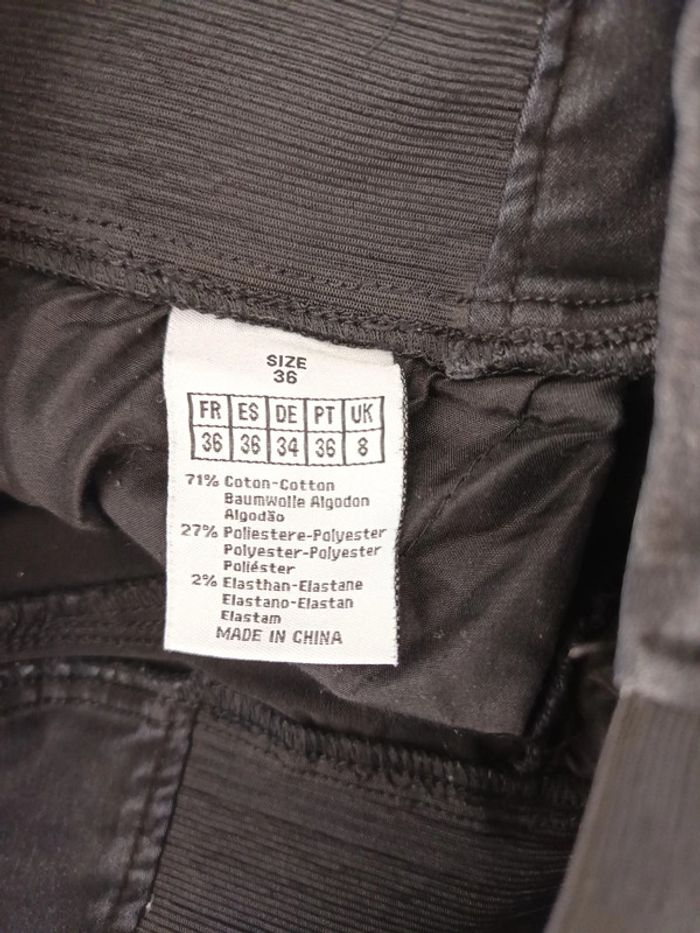 SIZE
36
FR ES DE PT UK
36 36 34 36 8
71% Coton-Cotton
Baumwolle Algodon
Algodão
27% Poliestere-Polyester
Polyester-Polyester
Poliéster
2% Elasthan-Elastane
Elastano-Elastan
Elastam
MADE IN CHINA